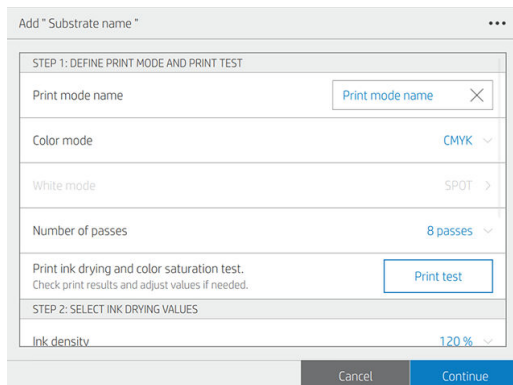 Add " Substrate name "
STEP 1: DEFINE PRINT MODE AND PRINT TEST
Print mode name
Print mode name
Color mode
CMYK
White mode
SPOT
Number of passes
8 passes
Print ink drying and color saturation test.
Check print results and adjust values if needed.
Print test
STEP 2: SELECT INK DRYING VALUES
Ink density
120 %
Cancel
Continue